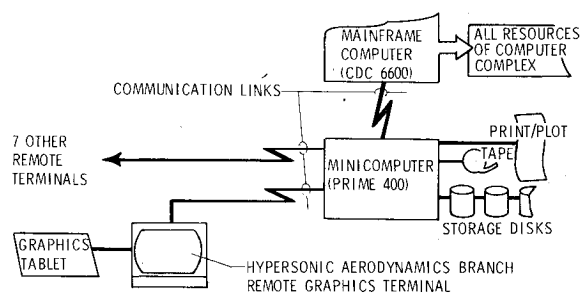 MAINFRAME
COMPUTER
(CDC 6600)
ALL RESOURCES
OF COMPUTER
COMPLEX
COMMUNICATION LINKS
7 OTHER
REMOTE
TERMINALS
MINICOMPUTER
(PRIME 400)
PRINT/PLOT
TAPE
STORAGE DISKS
GRAPHICS
TABLET
HYPERSONIC AERODYNAMICS BRANCH
REMOTE GRAPHICS TERMINAL